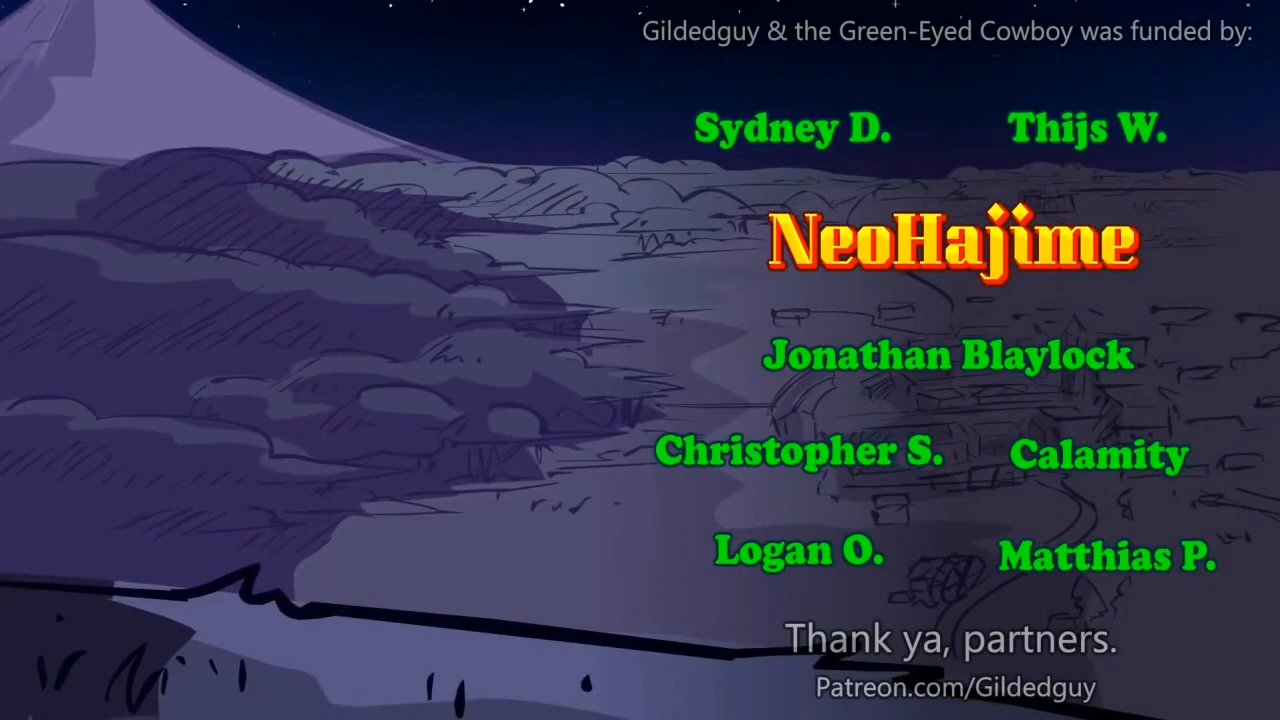 Gildedguy & the Green-Eyed Cowboy was funded by:
Sydney D. Thijs W.
NeoHajime
Jonathan Blaylock
Christopher S. Calamity
Logan O. Matthias P.
Thank ya, partners.
Patreon.com/Gildedguy